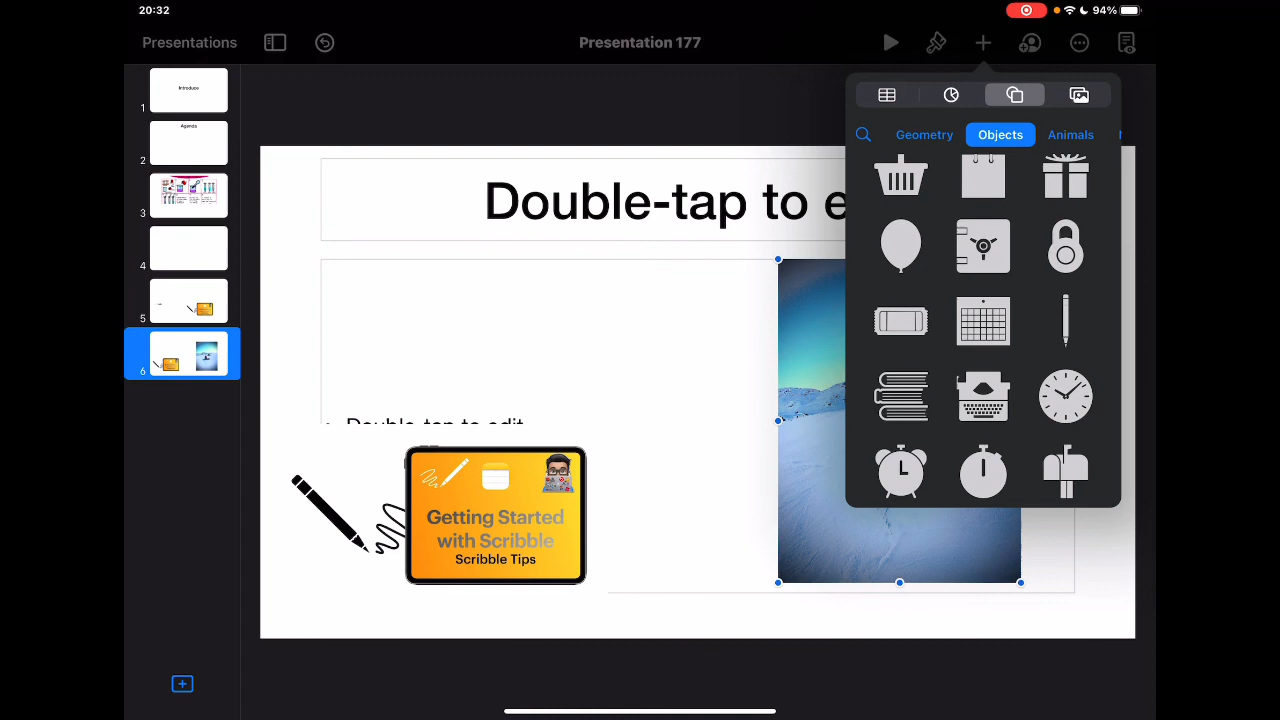 20:32
94%
Presentations
Presentation 177
Geometry
Objects
Animals
Introduce
1
Agenda
2
3
4
5
6
Double-tap to e
Double-tap to edit
Getting Started
with Scribble
Scribble Tips